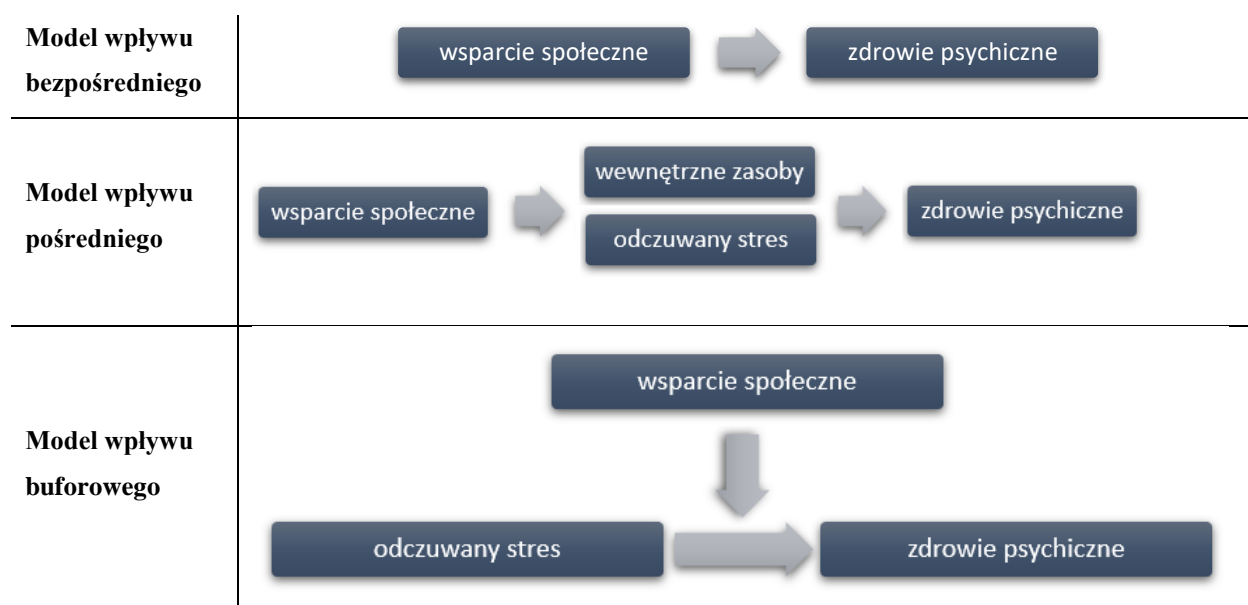 Model wpływu
bezpośredniego
wsparcie społeczne
zdrowie psychiczne
Model wpływu
pośredniego
wsparcie społeczne
wewnętrzne zasoby
odczuwany stres
zdrowie psychiczne
Model wpływu
buforowego
wsparcie społeczne
odczuwany stres
zdrowie psychiczne